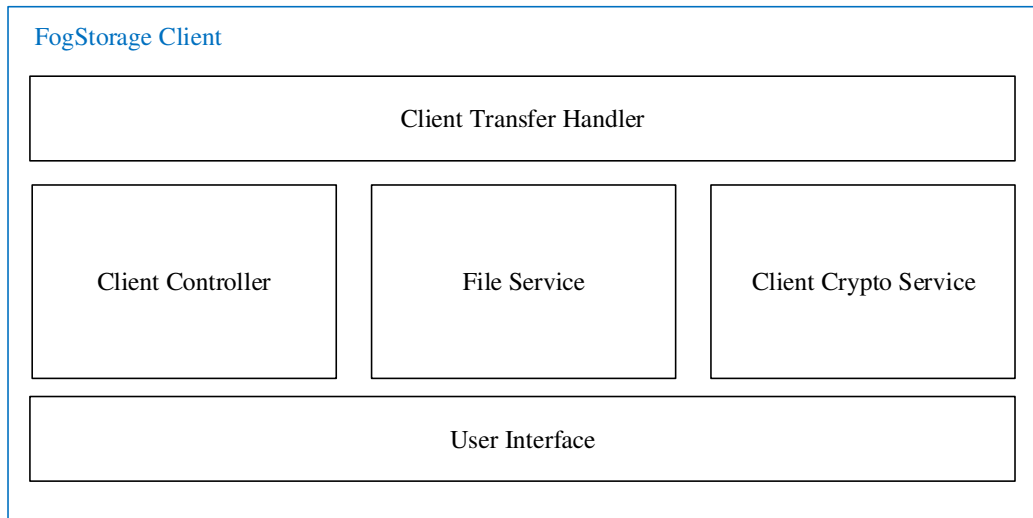 FogStorage Client
Client Transfer Handler
Client Controller
File Service
Client Crypto Service
User Interface